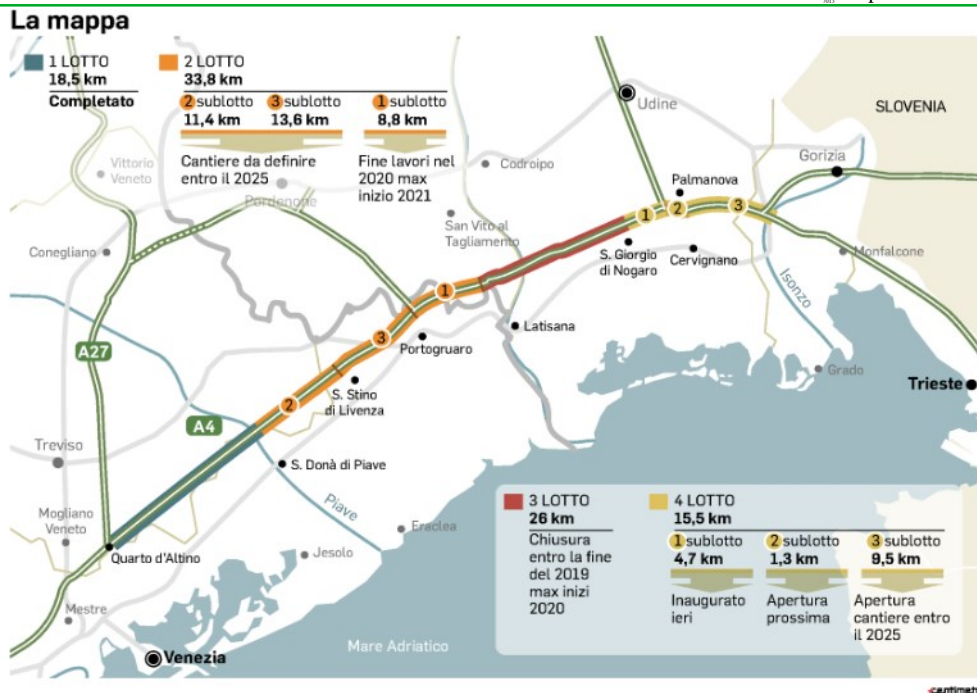 La mappa
1 LOTTO
18,5 km
Completato
2 LOTTO
33,8 km
2 sublotto
11,4 km
3 sublotto
13,6 km
1 sublotto
8,8 km
Cantiere da definire
entro il 2025
Fine lavori nel
2020 max
inizio 2021
Udine
SLOVENIA
Gorizia
Vittorio
Veneto
Pordenone
Codroipo
Palmanova
San Vito al
Tagliamento
1
2
3
Conegliano
S. Giorgio
di Nogaro
Cervignano
Monfalcone
Isonzo
1
Latisana
A27
3
Portogruaro
Grado
Trieste
S. Stino
di Livenza
2
A4
Treviso
S. Donà di Piave
Piave
Mogliano
Veneto
Eraclea
Quarto d'Altino
Jesolo
Mestre
Venezia
Mare Adriatico
3 LOTTO
26 km
Chiusura
entro la fine
del 2019
max inizi
2020
4 LOTTO
15,5 km
1 sublotto
4,7 km
2 sublotto
1,3 km
3 sublotto
9,5 km
Inaugurato
ieri
Apertura
prossima
Apertura
cantiere entro
il 2025